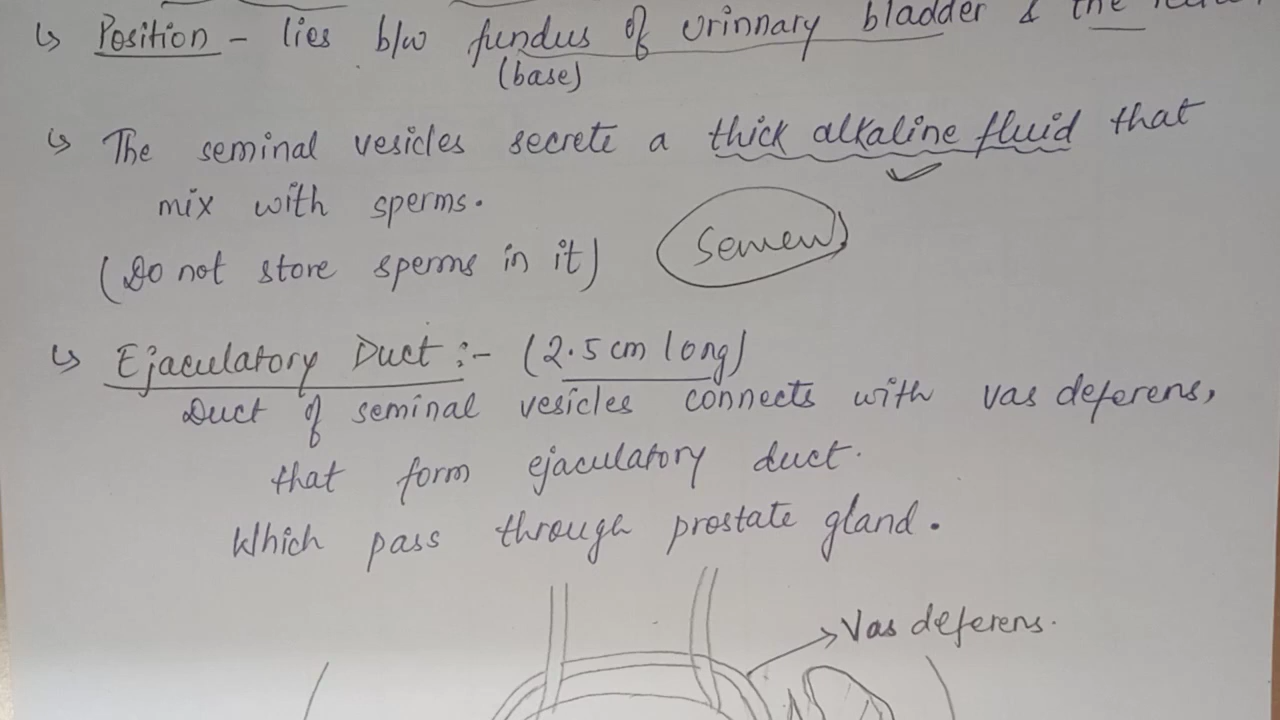 ↳ Position - lies b/w fundus of urinnary bladder & the
(base)
↳ The seminal vesicles secrete a thick alkaline fluid that
mix with sperms.
(Do not store sperms in it) Semen
↳ Ejaculatory Duct :- (2.5 cm long)
Duct of seminal vesicles connects with vas deferens,
that form ejaculatory duct.
Which pass through prostate gland.
Vas deferens.